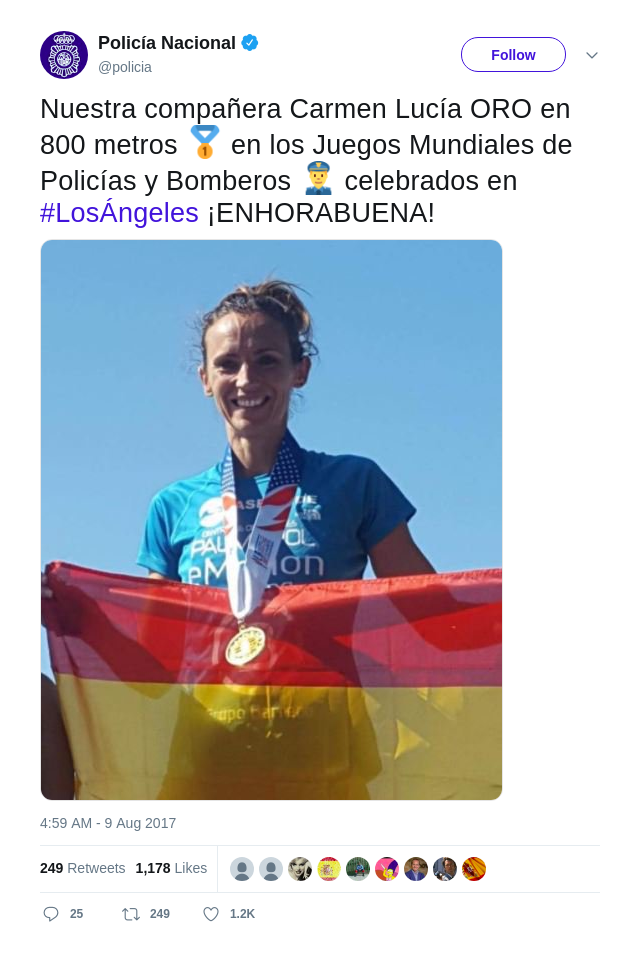 Policía Nacional
@policia
Follow
Nuestra compañera Carmen Lucía ORO en
800 metros 🏅 en los Juegos Mundiales de
Policías y Bomberos 👮 celebrados en
#LosÁngeles ¡ENHORABUENA!
4:59 AM - 9 Aug 2017
249 Retweets 1,178 Likes
25 249 1.2K